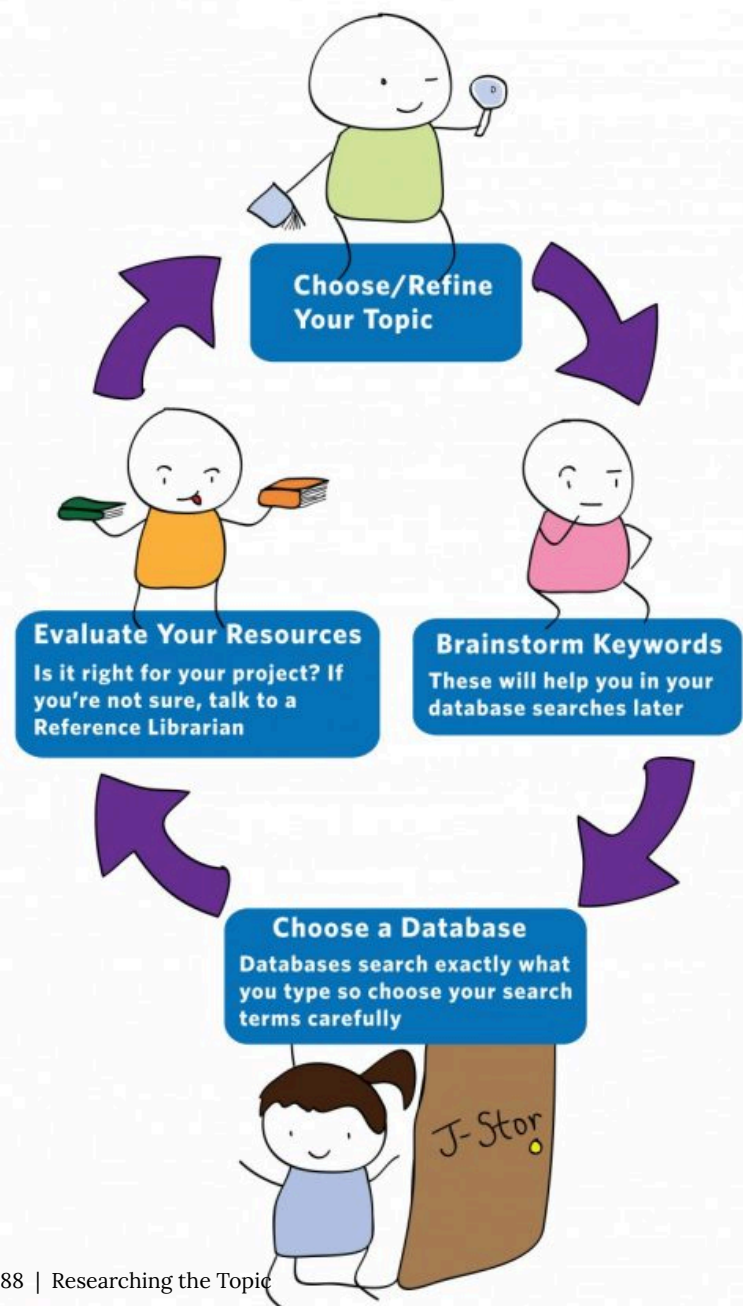 Choose/Refine
Your Topic
Brainstorm Keywords
These will help you in your
database searches later
Choose a Database
Databases search exactly what
you type so choose your search
terms carefully
J-Stor
Evaluate Your Resources
Is it right for your project? If
you're not sure, talk to a
Reference Librarian
88 | Researching the Topic